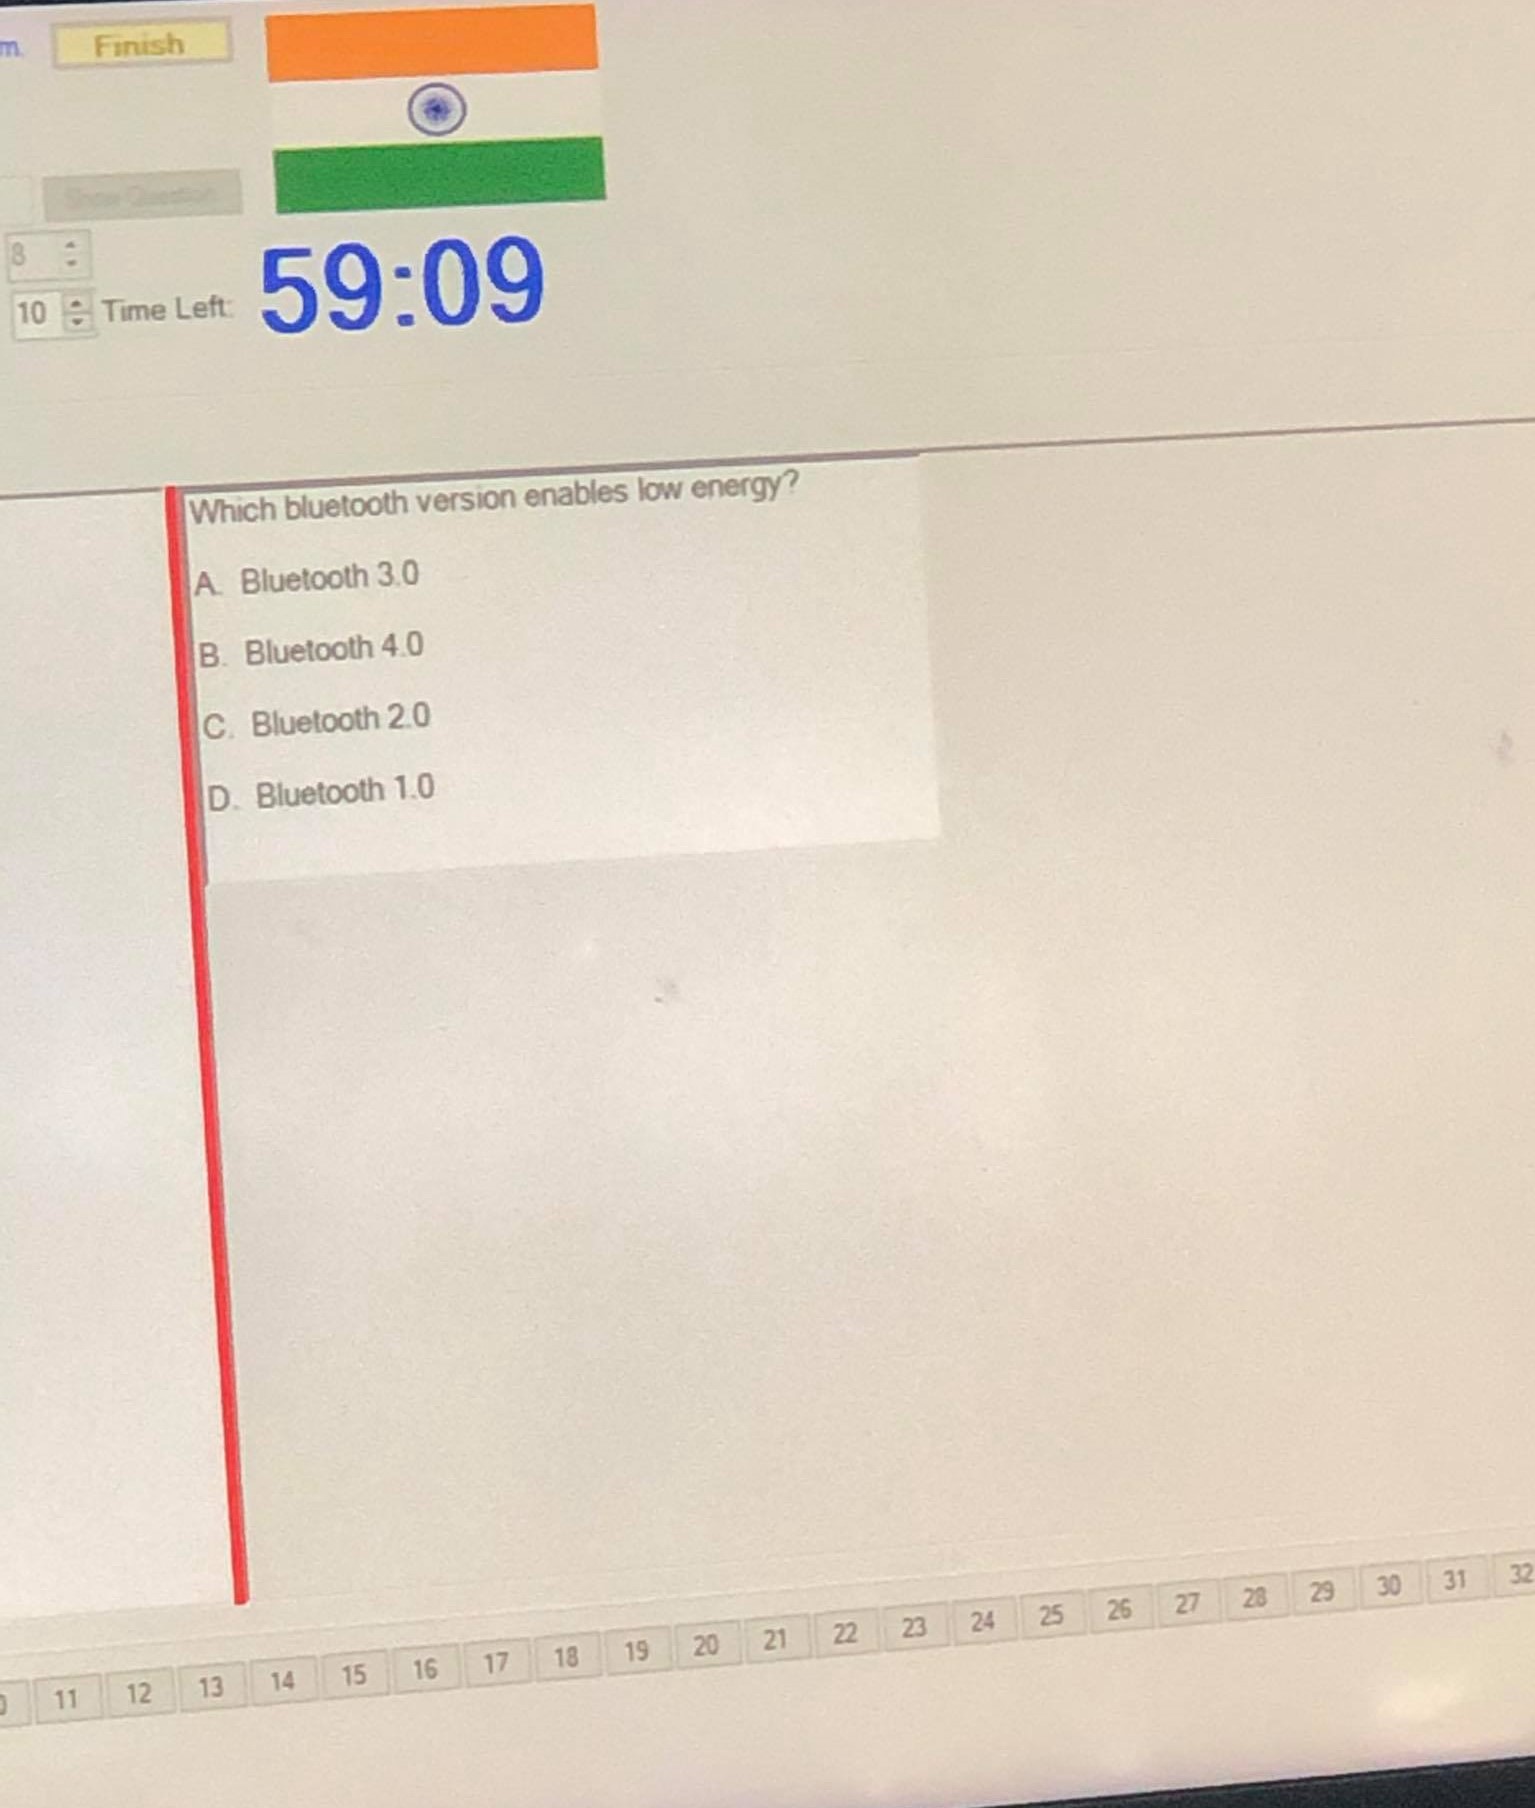 m. Finish
Show Question
8
10 Time Left: 59:09
Which bluetooth version enables low energy?
A. Bluetooth 3.0
B. Bluetooth 4.0
C. Bluetooth 2.0
D. Bluetooth 1.0
11 12 13 14 15 16 17 18 19 20 21 22 23 24 25 26 27 28 29 30 31 32